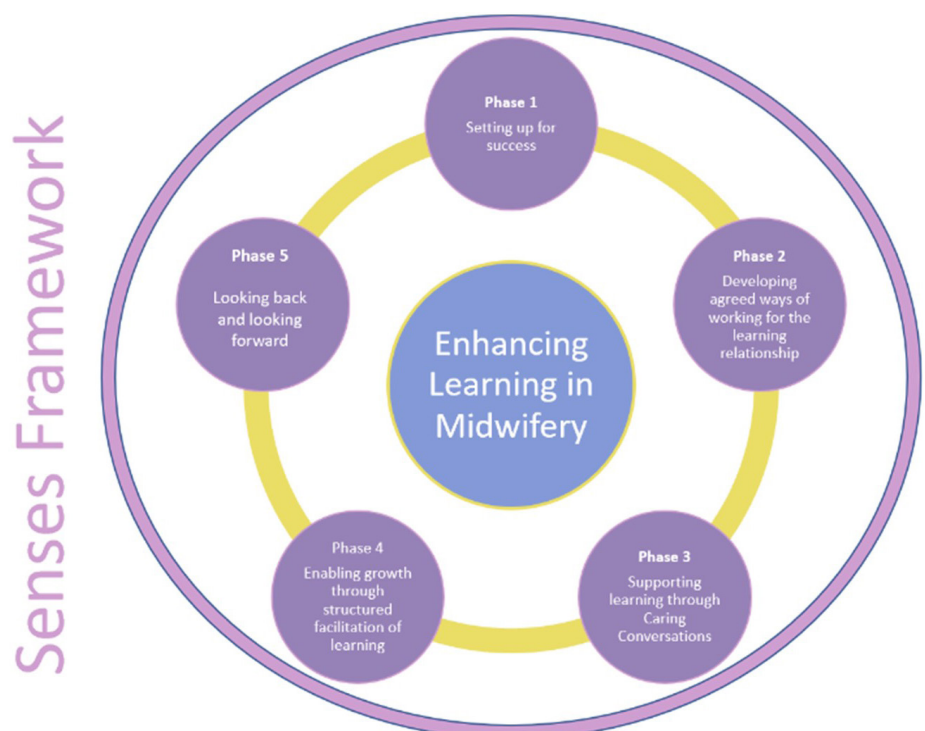 Senses Framework
Phase 1
Setting up for
success
Phase 2
Developing
agreed ways of
working for the
learning
relationship
Phase 3
Supporting
learning through
Caring
Conversations
Phase 4
Enabling growth
through
structured
facilitation of
learning
Phase 5
Looking back
and looking
forward
Enhancing
Learning in
Midwifery